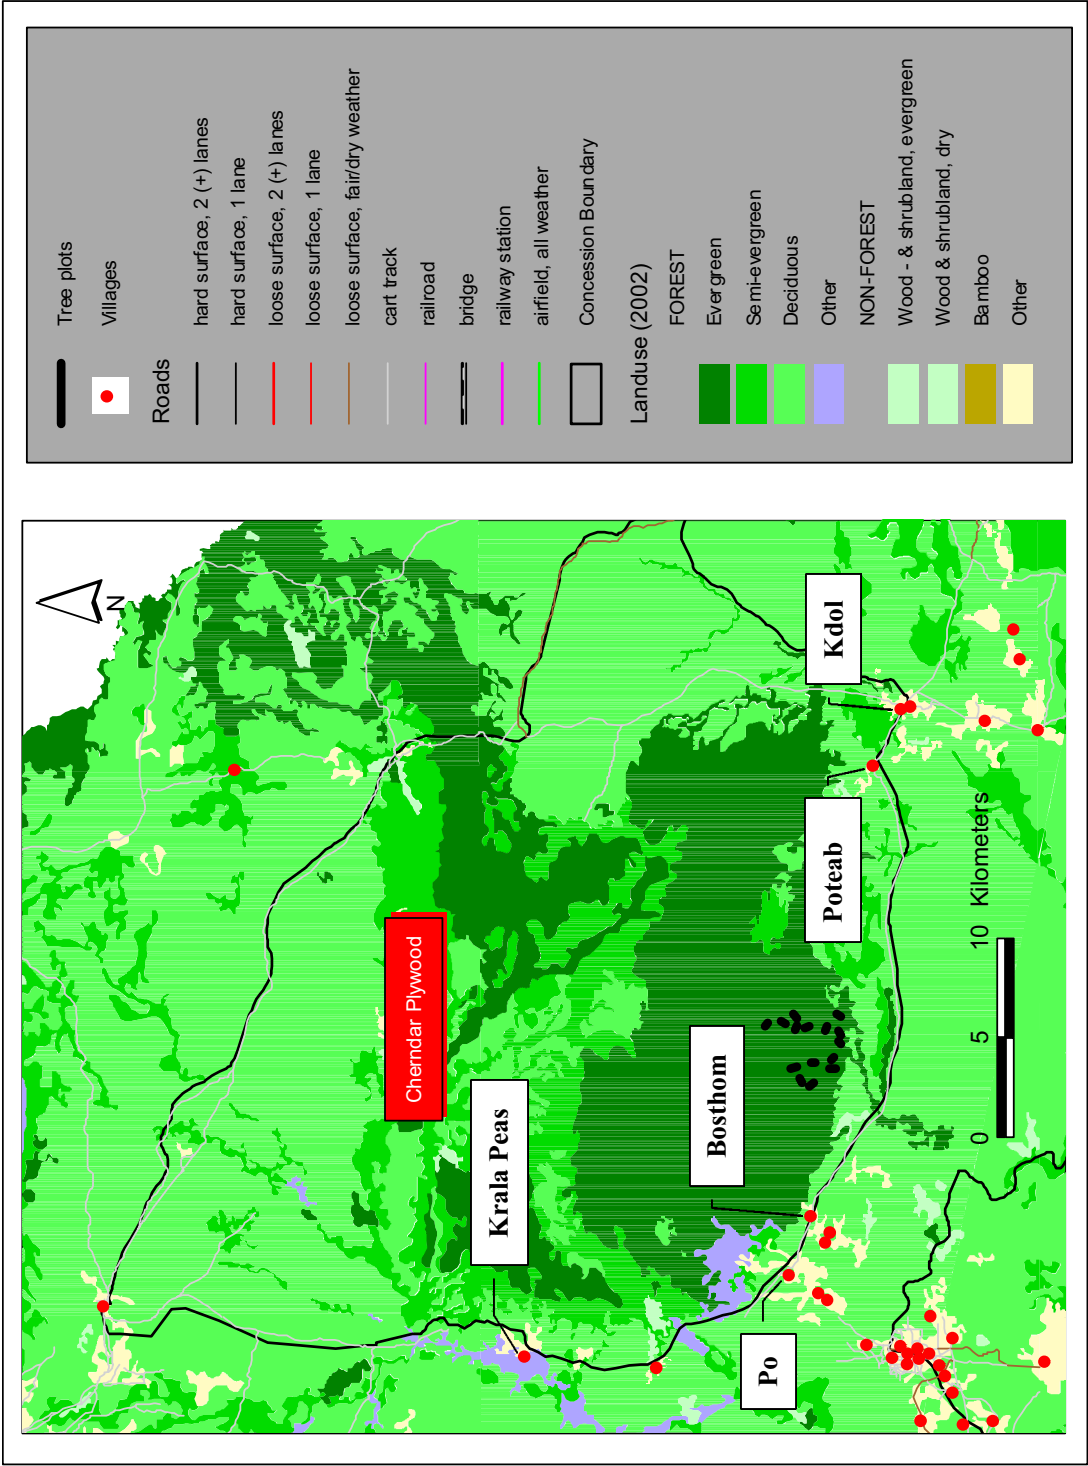 N
Cherndar Plywood
Krala Peas
Bosthom
Po
Poteab
Kdol
0 5 10 Kilometers
Tree plots
Villages
Roads
hard surface, 2 (+) lanes
hard surface, 1 lane
loose surface, 2 (+) lanes
loose surface, 1 lane
loose surface, fair/dry weather
cart track
railroad
bridge
railway station
airfield, all weather
Concession Boundary
Landuse (2002)
FOREST
Evergreen
Semi-evergreen
Deciduous
Other
NON-FOREST
Wood - & shrubland, evergreen
Wood & shrubland, dry
Bamboo
Other